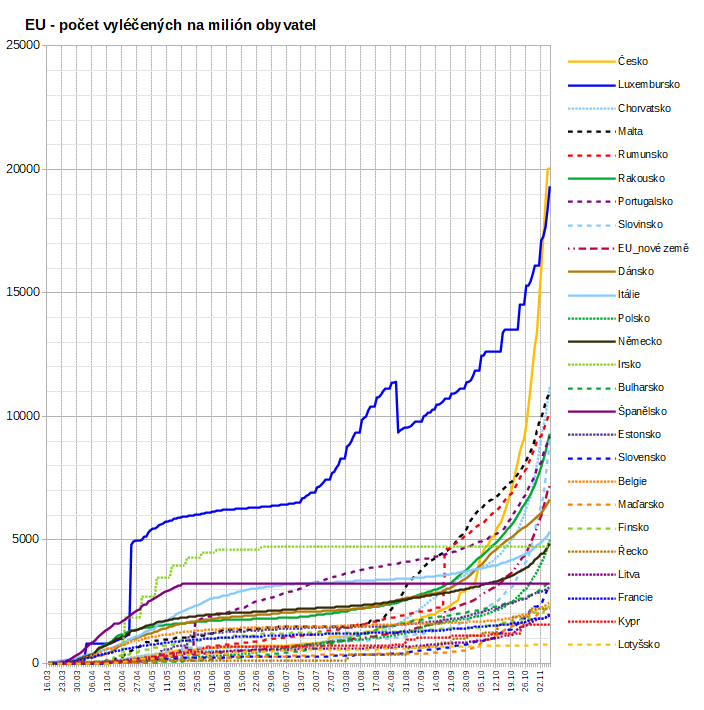 EU - počet vyléčených na milión obyvatel
25000
20000
15000
10000
5000
0
16.03
23.03
30.03
06.04
13.04
20.04
27.04
04.05
11.05
18.05
25.05
01.06
08.06
15.06
22.06
29.06
06.07
13.07
20.07
27.07
03.08
10.08
17.08
24.08
31.08
07.09
14.09
21.09
28.09
05.10
12.10
19.10
26.10
02.11
Česko
Luxembursko
Chorvatsko
Malta
Rumunsko
Rakousko
Portugalsko
Slovinsko
EU_nové země
Dánsko
Itálie
Polsko
Německo
Irsko
Bulharsko
Španělsko
Estonsko
Slovensko
Belgie
Maďarsko
Finsko
Řecko
Litva
Francie
Kypr
Lotyšsko